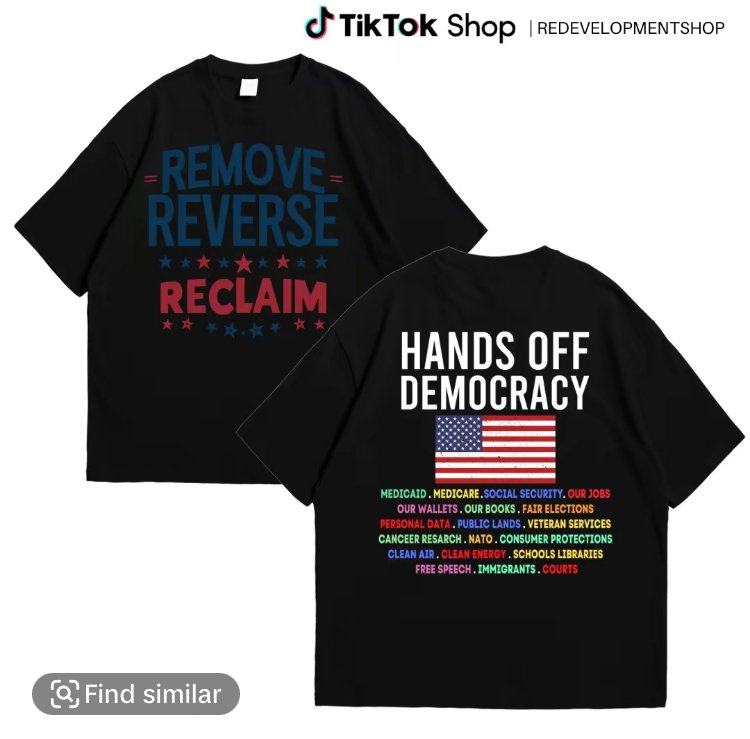 TikTok Shop | REDEVELOPMENTSHOP
REMOVE
REVERSE
RECLAIM
HANDS OFF
DEMOCRACY
MEDICAID . MEDICARE . SOCIAL SECURITY . OUR JOBS
OUR WALLETS . OUR BOOKS . FAIR ELECTIONS
PERSONAL DATA . PUBLIC LANDS . VETERAN SERVICES
CANCEER RESARCH . NATO . CONSUMER PROTECTIONS
CLEAN AIR . CLEAN ENERGY . SCHOOLS LIBRARIES
FREE SPEECH . IMMIGRANTS . COURTS
Find similar